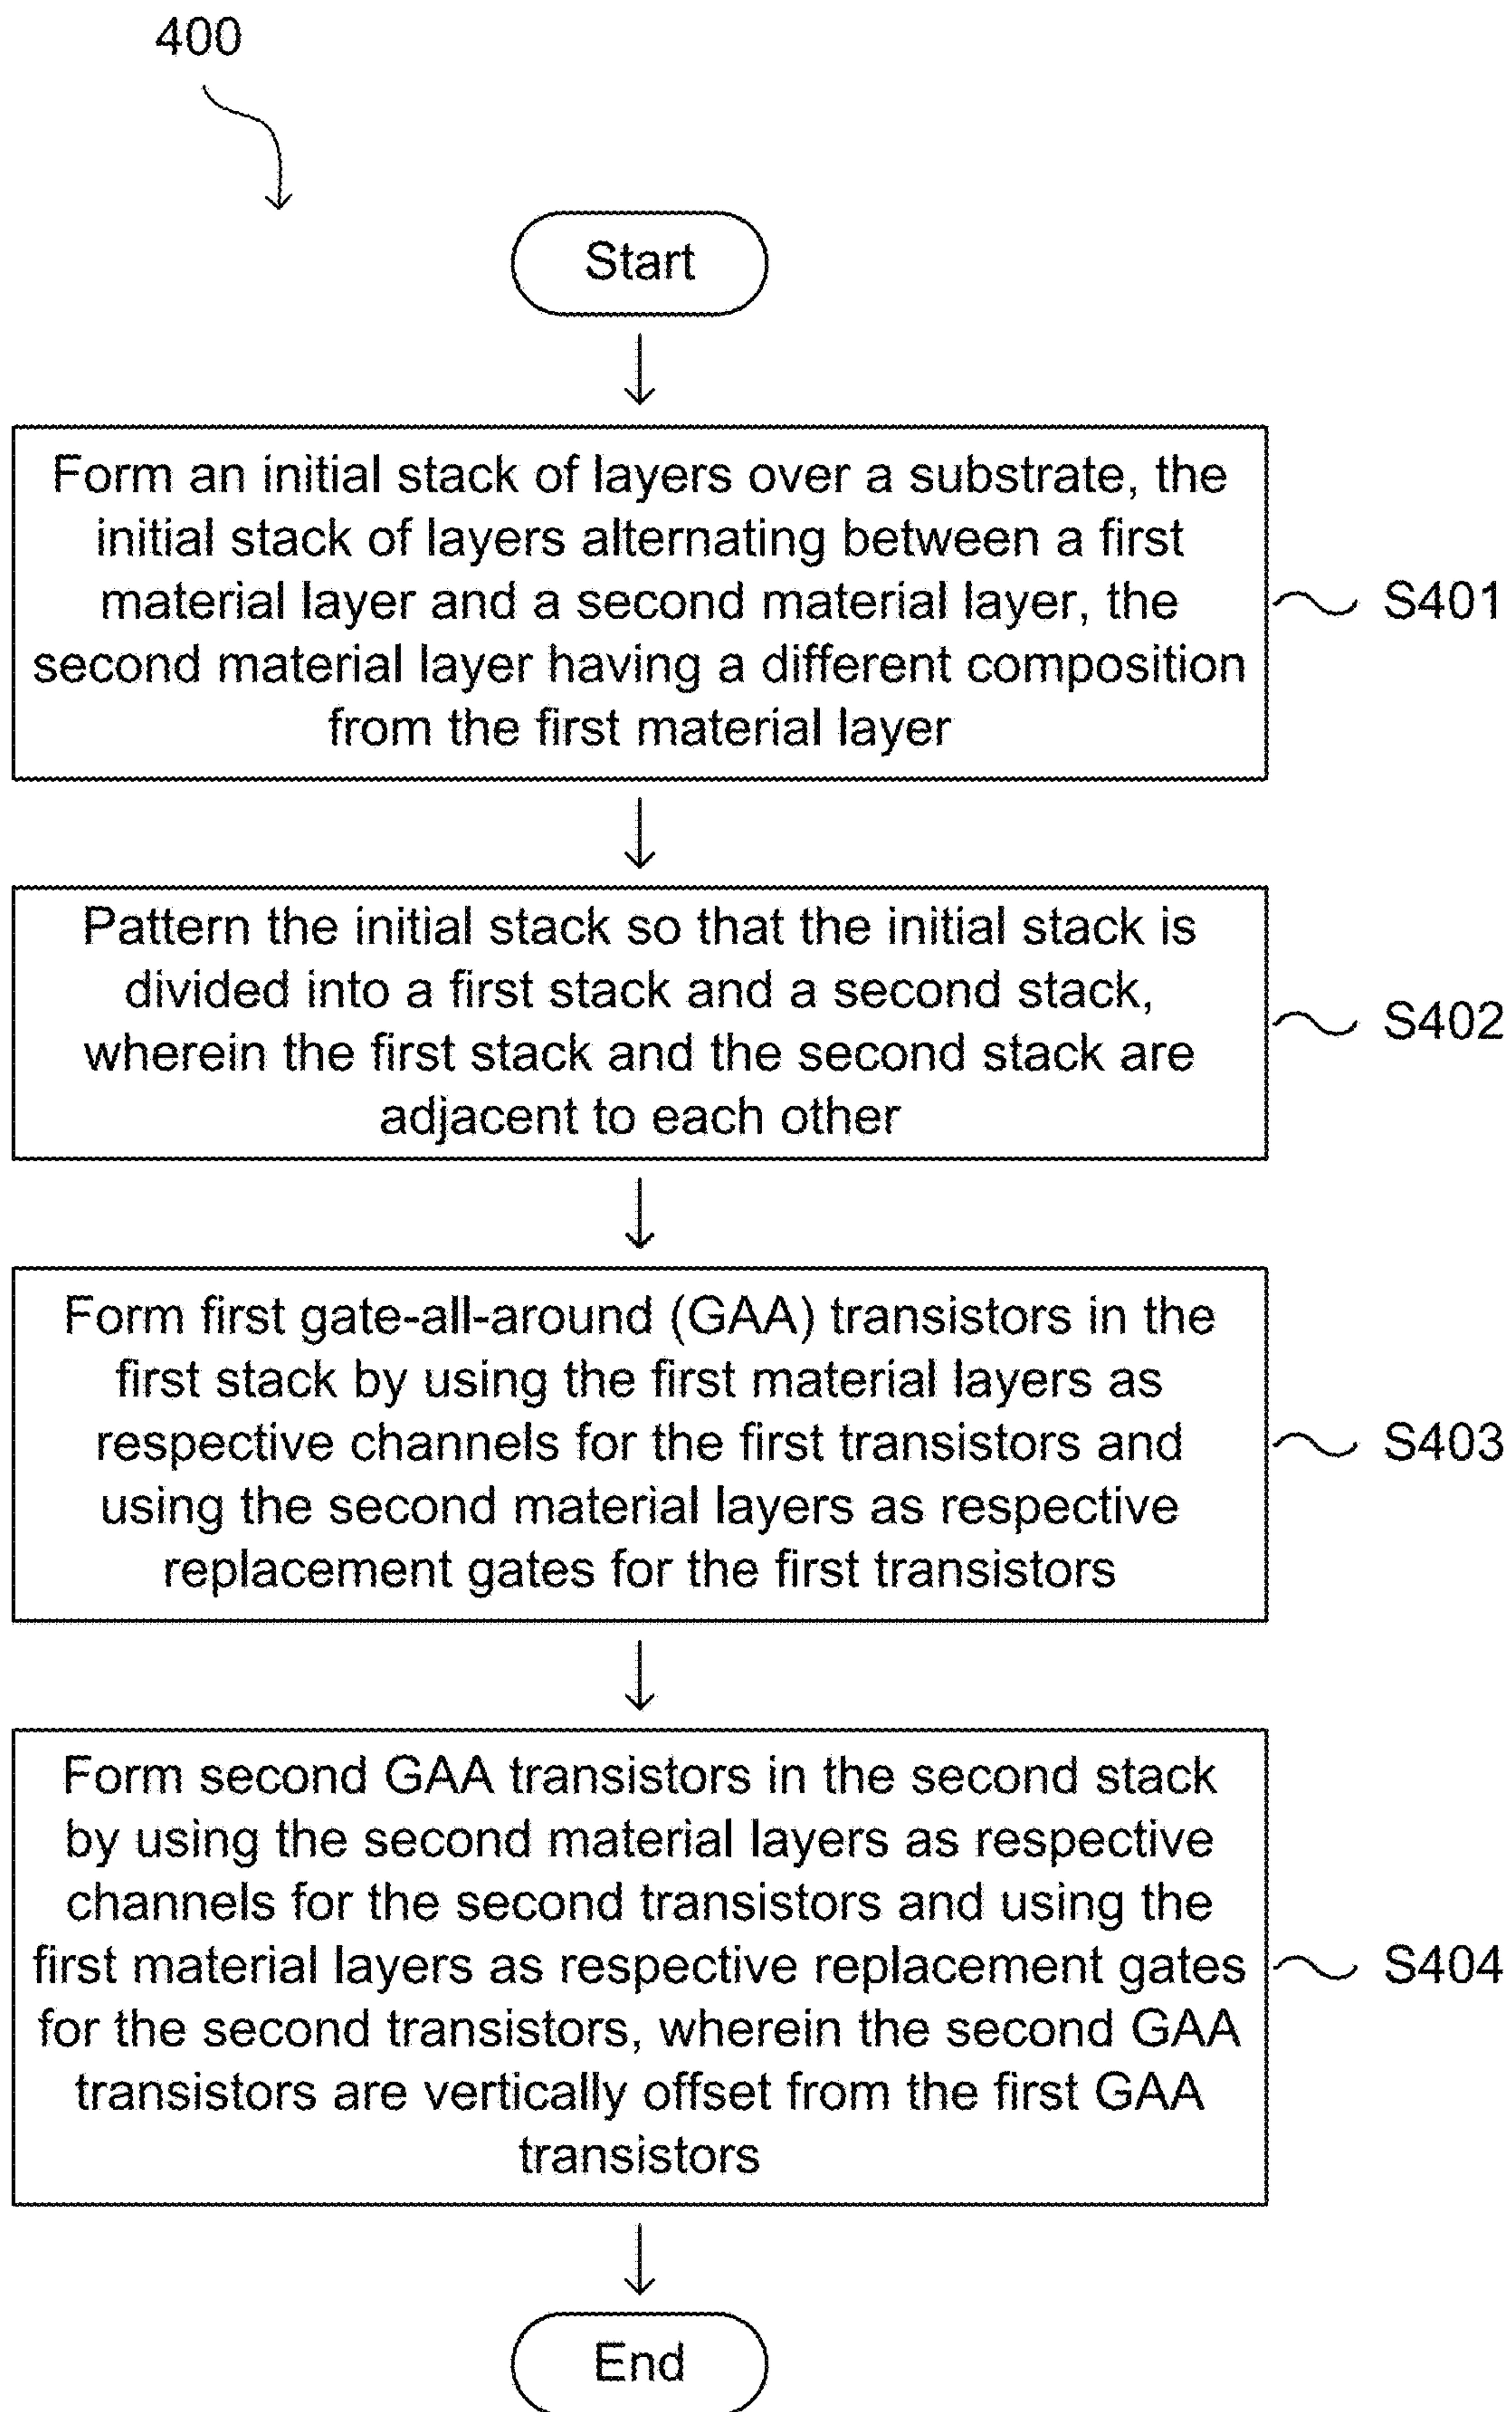 400
Start
Form an initial stack of layers over a substrate, the
initial stack of layers alternating between a first
material layer and a second material layer, the
second material layer having a different composition
from the first material layer
S401
Pattern the initial stack so that the initial stack is
divided into a first stack and a second stack,
wherein the first stack and the second stack are
adjacent to each other
S402
Form first gate-all-around (GAA) transistors in the
first stack by using the first material layers as
respective channels for the first transistors and
using the second material layers as respective
replacement gates for the first transistors
S403
Form second GAA transistors in the second stack
by using the second material layers as respective
channels for the second transistors and using the
first material layers as respective replacement gates
for the second transistors, wherein the second GAA
transistors are vertically offset from the first GAA
transistors
S404
End